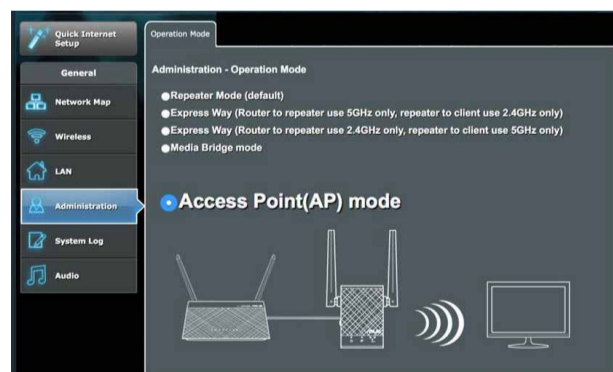 Quick Internet
Setup
General
Network Map
Wireless
LAN
Administration
System Log
Audio
Operation Mode
Administration - Operation Mode
Repeater Mode (default)
Express Way (Router to repeater use 5GHz only, repeater to client use 2.4GHz only)
Express Way (Router to repeater use 2.4GHz only, repeater to client use 5GHz only)
Media Bridge mode
Access Point(AP) mode